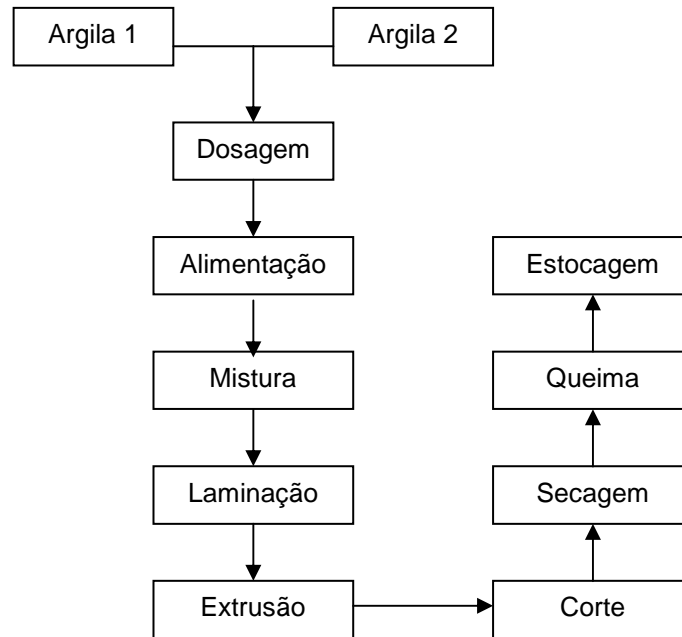 Argila 1
Argila 2
Dosagem
Alimentação
Mistura
Laminação
Extrusão
Corte
Secagem
Queima
Estocagem